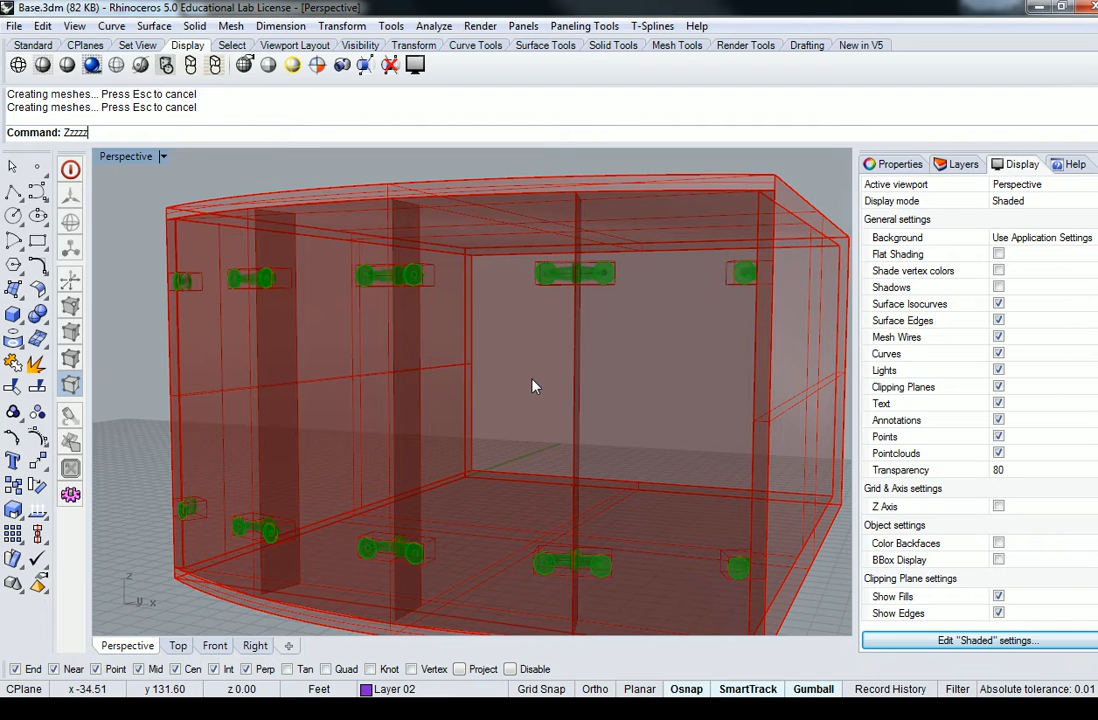 Base.3dm (82 KB) - Rhinoceros 5.0 Educational Lab License - [Perspective]
File Edit View Curve Surface Solid Mesh Dimension Transform Tools Analyze Render Panels Paneling Tools T-Splines Help
Standard CPlanes Set View Display Select Viewport Layout Visibility Transform Curve Tools Surface Tools Solid Tools Mesh Tools Render Tools Drafting New in V5
Creating meshes... Press Esc to cancel
Creating meshes... Press Esc to cancel
Command: Zzzzz
Perspective
Properties Layers Display Help
Active viewport Perspective
Display mode Shaded
General settings
Background Use Application Settings
Flat Shading
Shade vertex colors
Shadows
Surface Isocurves
Surface Edges
Mesh Wires
Curves
Lights
Clipping Planes
Text
Annotations
Points
Pointclouds
Transparency 80
Grid & Axis settings
Z Axis
Object settings
Color Backfaces
BBox Display
Clipping Plane settings
Show Fills
Show Edges
Edit "Shaded" settings...
z
y x
Perspective Top Front Right
End Near Point Mid Cen Int Perp Tan Quad Knot Vertex Project Disable
CPlane x -34.51 y 131.60 z 0.00 Feet Layer 02 Grid Snap Ortho Planar Osnap SmartTrack Gumball Record History Filter Absolute tolerance: 0.01